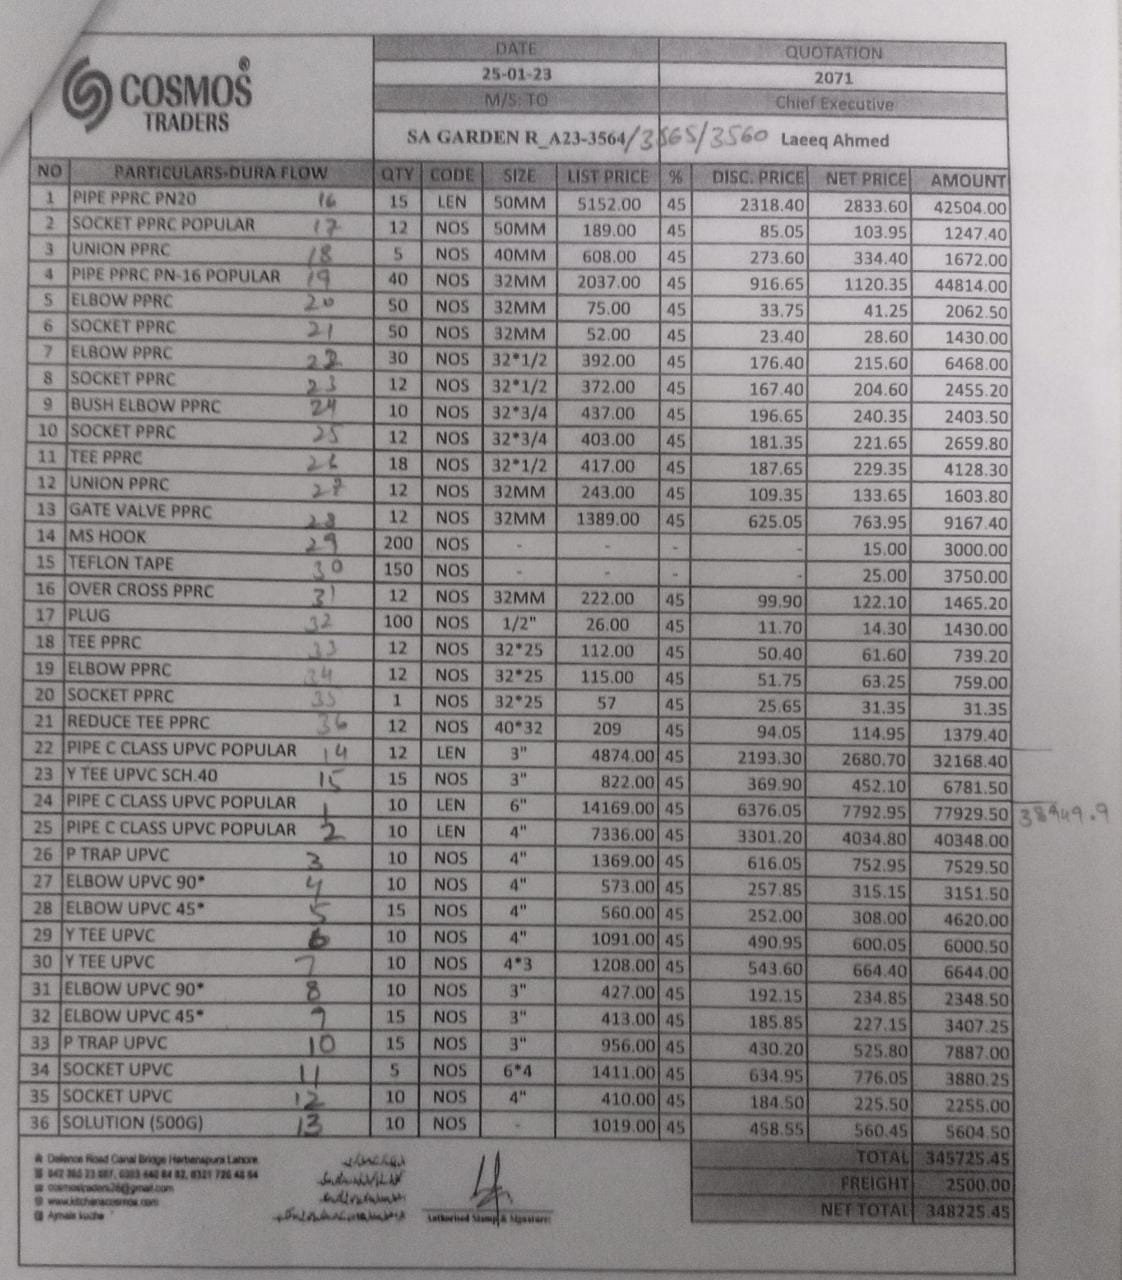 COSMOS®
TRADERS
DATE QUOTATION
25-01-23 2071
M/S: TO Chief Executive
SA GARDEN R_A23-3564/3565/3560 Laeeq Ahmed
NO PARTICULARS-DURA FLOW QTY CODE SIZE LIST PRICE % DISC. PRICE NET PRICE AMOUNT
1 PIPE PPRC PN20 16 15 LEN 50MM 5152.00 45 2318.40 2833.60 42504.00
2 SOCKET PPRC POPULAR 17 12 NOS 50MM 189.00 45 85.05 103.95 1247.40
3 UNION PPRC 18 5 NOS 40MM 608.00 45 273.60 334.40 1672.00
4 PIPE PPRC PN-16 POPULAR 19 40 NOS 32MM 2037.00 45 916.65 1120.35 44814.00
5 ELBOW PPRC 20 50 NOS 32MM 75.00 45 33.75 41.25 2062.50
6 SOCKET PPRC 21 50 NOS 32MM 52.00 45 23.40 28.60 1430.00
7 ELBOW PPRC 22 30 NOS 32*1/2 392.00 45 176.40 215.60 6468.00
8 SOCKET PPRC 23 12 NOS 32*1/2 372.00 45 167.40 204.60 2455.20
9 BUSH ELBOW PPRC 24 10 NOS 32*3/4 437.00 45 196.65 240.35 2403.50
10 SOCKET PPRC 25 12 NOS 32*3/4 403.00 45 181.35 221.65 2659.80
11 TEE PPRC 26 18 NOS 32*1/2 417.00 45 187.65 229.35 4128.30
12 UNION PPRC 27 12 NOS 32MM 243.00 45 109.35 133.65 1603.80
13 GATE VALVE PPRC 28 12 NOS 32MM 1389.00 45 625.05 763.95 9167.40
14 MS HOOK 29 200 NOS - - - - 15.00 3000.00
15 TEFLON TAPE 30 150 NOS - - - - 25.00 3750.00
16 OVER CROSS PPRC 31 12 NOS 32MM 222.00 45 99.90 122.10 1465.20
17 PLUG 32 100 NOS 1/2" 26.00 45 11.70 14.30 1430.00
18 TEE PPRC 33 12 NOS 32*25 112.00 45 50.40 61.60 739.20
19 ELBOW PPRC 34 12 NOS 32*25 115.00 45 51.75 63.25 759.00
20 SOCKET PPRC 35 1 NOS 32*25 57 45 25.65 31.35 31.35
21 REDUCE TEE PPRC 36 12 NOS 40*32 209 45 94.05 114.95 1379.40
22 PIPE C CLASS UPVC POPULAR 14 12 LEN 3" 4874.00 45 2193.30 2680.70 32168.40
23 Y TEE UPVC SCH.40 15 15 NOS 3" 822.00 45 369.90 452.10 6781.50
24 PIPE C CLASS UPVC POPULAR 1 10 LEN 6" 14169.00 45 6376.05 7792.95 77929.50 38949.9
25 PIPE C CLASS UPVC POPULAR 2 10 LEN 4" 7336.00 45 3301.20 4034.80 40348.00
26 P TRAP UPVC 3 10 NOS 4" 1369.00 45 616.05 752.95 7529.50
27 ELBOW UPVC 90* 4 10 NOS 4" 573.00 45 257.85 315.15 3151.50
28 ELBOW UPVC 45* 5 15 NOS 4" 560.00 45 252.00 308.00 4620.00
29 Y TEE UPVC 6 10 NOS 4" 1091.00 45 490.95 600.05 6000.50
30 Y TEE UPVC 7 10 NOS 4*3 1208.00 45 543.60 664.40 6644.00
31 ELBOW UPVC 90* 8 10 NOS 3" 427.00 45 192.15 234.85 2348.50
32 ELBOW UPVC 45* 9 15 NOS 3" 413.00 45 185.85 227.15 3407.25
33 P TRAP UPVC 10 15 NOS 3" 956.00 45 430.20 525.80 7887.00
34 SOCKET UPVC 11 5 NOS 6*4 1411.00 45 634.95 776.05 3880.25
35 SOCKET UPVC 12 10 NOS 4" 410.00 45 184.50 225.50 2255.00
36 SOLUTION (500G) 13 10 NOS - 1019.00 45 458.55 560.45 5604.50
TOTAL 345725.45
FREIGHT 2500.00
NET TOTAL 348225.45
Defence Road Canal Bridge Harbanspura Lahore
cosmostraders26@gmail.com
Authorised Stamp & Signature